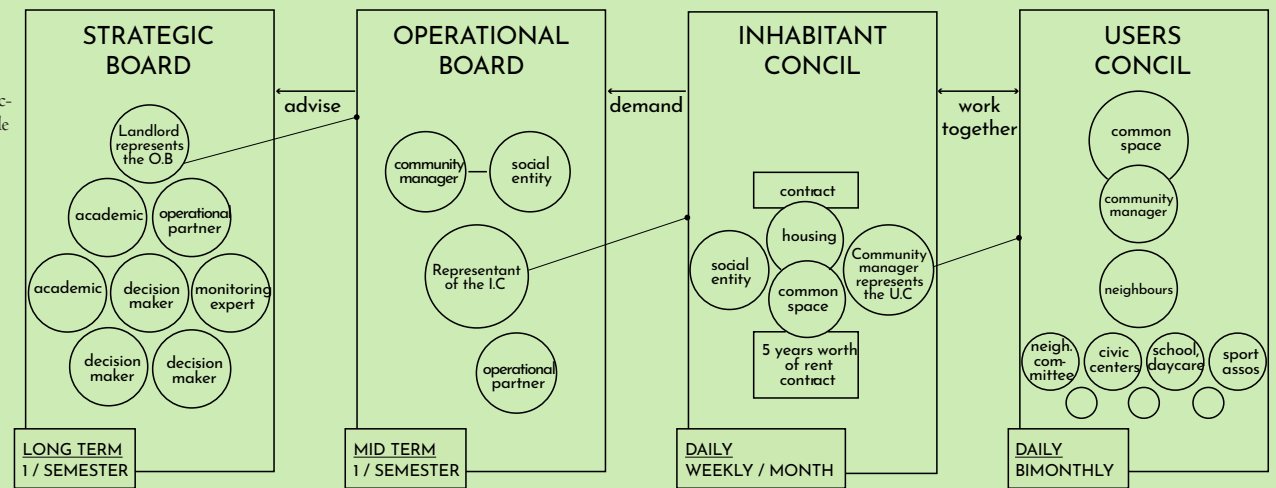 c-
le
STRATEGIC
BOARD
Landlord
represents
the O.B
academic
operational
partner
academic
decision
maker
monitoring
expert
decision
maker
decision
maker
LONG TERM
1 / SEMESTER
advise
OPERATIONAL
BOARD
community
manager
social
entity
Representant
of the I.C
operational
partner
MID TERM
1 / SEMESTER
demand
INHABITANT
CONCIL
contract
housing
social
entity
Community
manager
represents
the U.C
common
space
5 years worth
of rent
contract
DAILY
WEEKLY / MONTH
work
together
USERS
CONCIL
common
space
community
manager
neighbours
neigh.
com-
mittee
civic
centers
school,
daycare
sport
assos
DAILY
BIMONTHLY